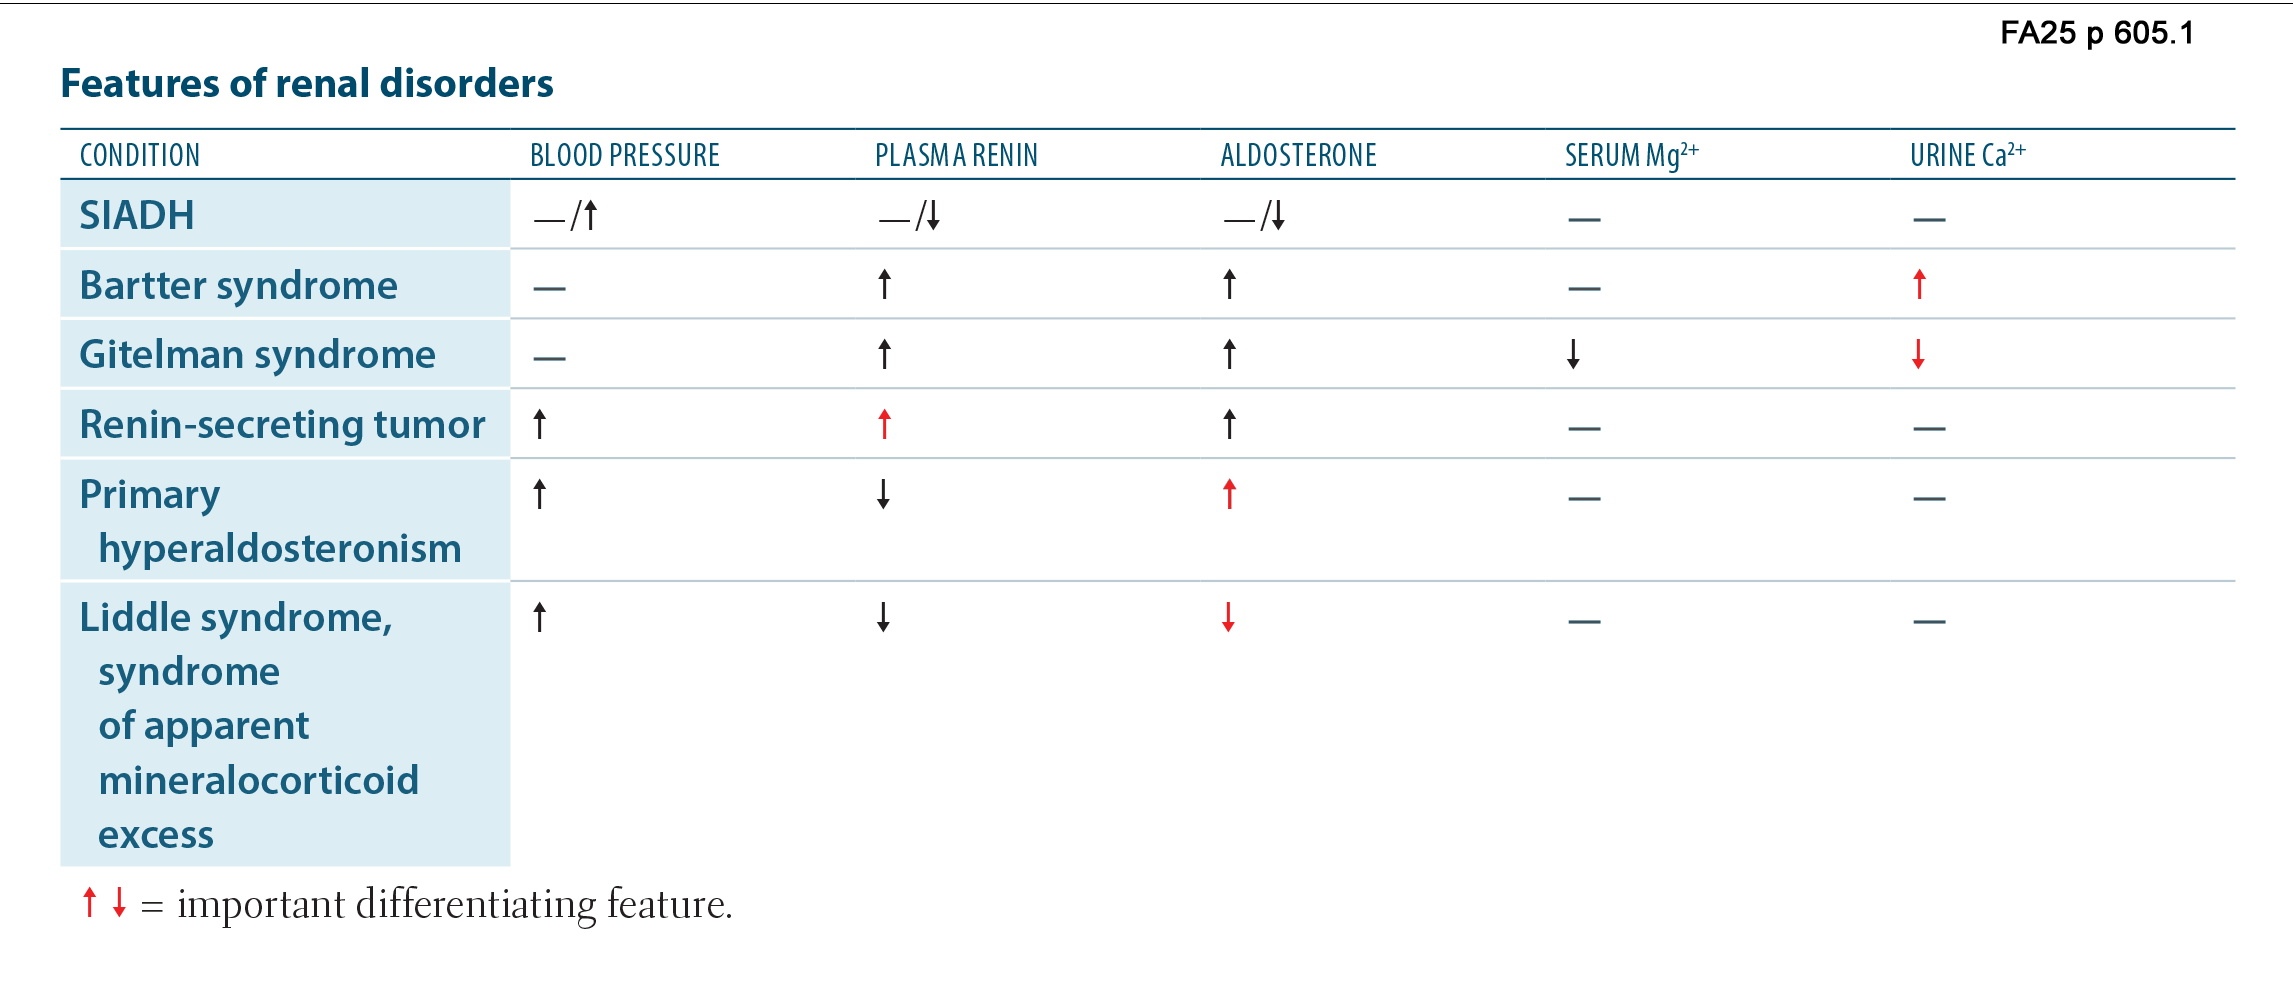 FA25 p 605.1
Features of renal disorders
CONDITION BLOOD PRESSURE PLASMA RENIN ALDOSTERONE SERUM Mg²⁺ URINE Ca²⁺
SIADH —/↑ —/↓ —/↓ — —
Bartter syndrome — ↑ ↑ — ↑
Gitelman syndrome — ↑ ↑ ↓ ↓
Renin-secreting tumor ↑ ↑ ↑ — —
Primary ↑ ↓ ↑ — —
hyperaldosteronism
Liddle syndrome, ↑ ↓ ↓ — —
syndrome
of apparent
mineralocorticoid
excess
↑ ↓ = important differentiating feature.